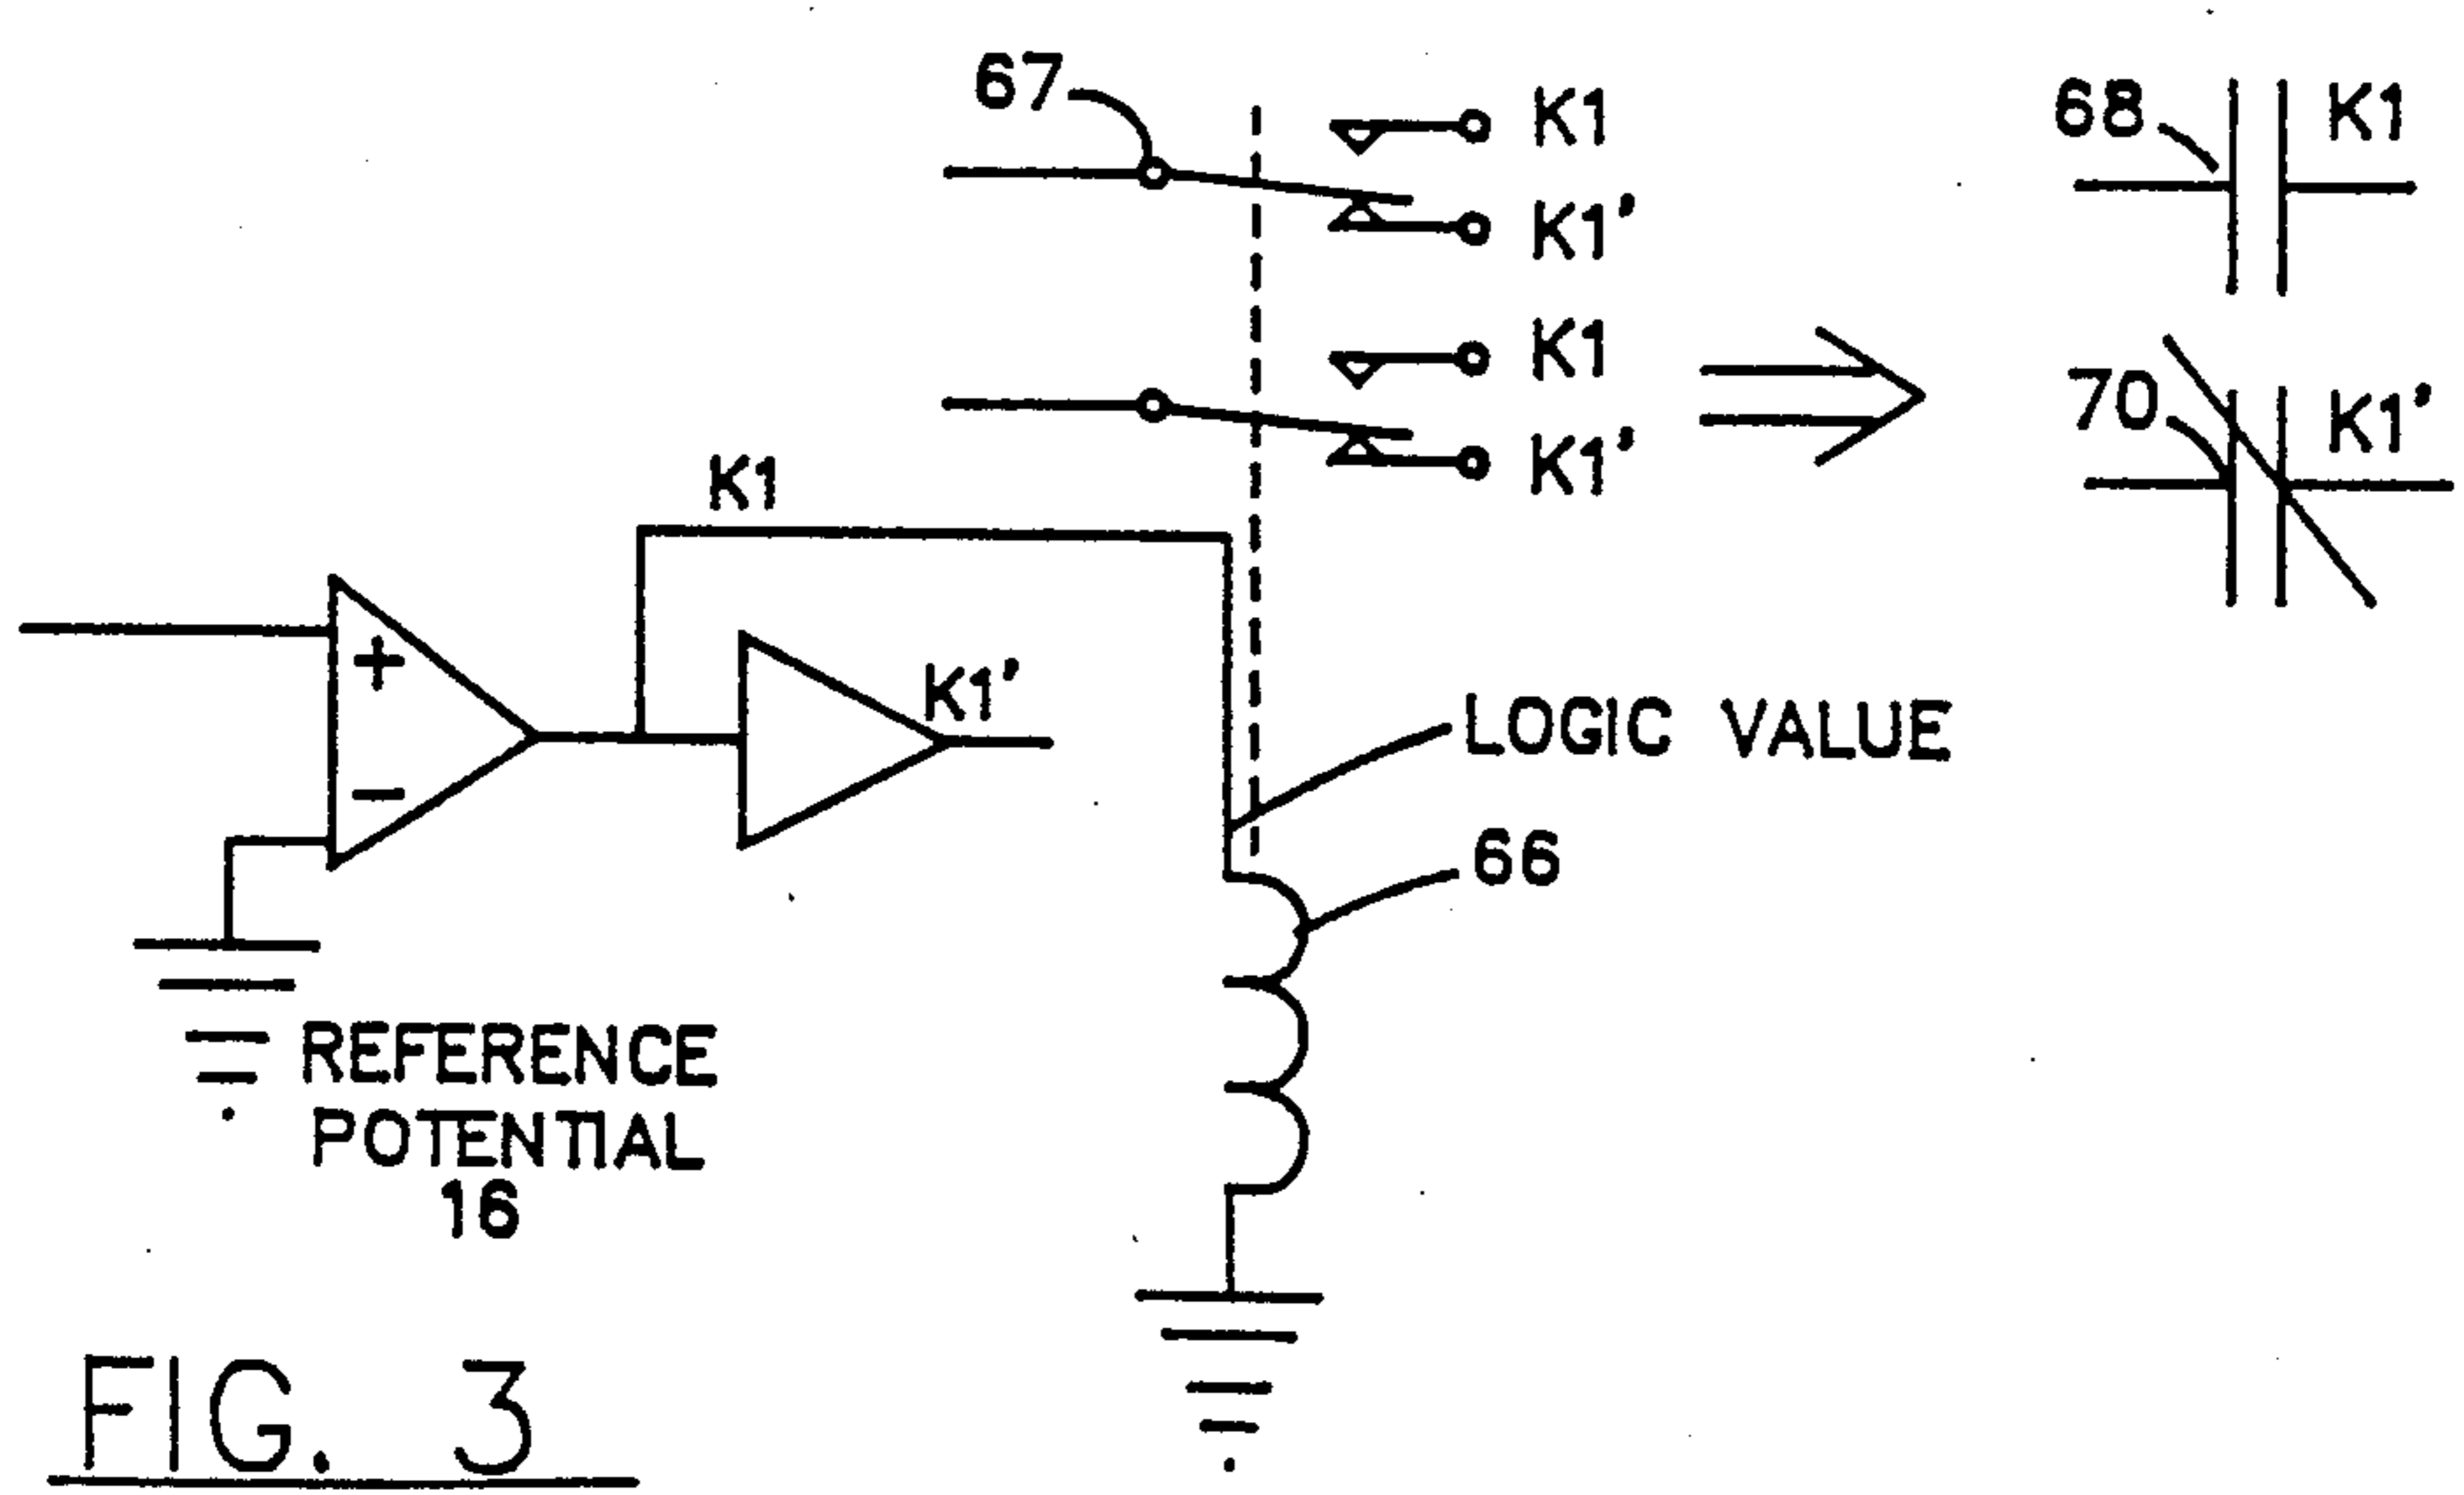 67
K1
K1'
K1
K1'
68
K1
70
K1'
K1
+
−
K1'
LOGIC VALUE
66
REFERENCE
POTENTIAL
16
FIG. 3